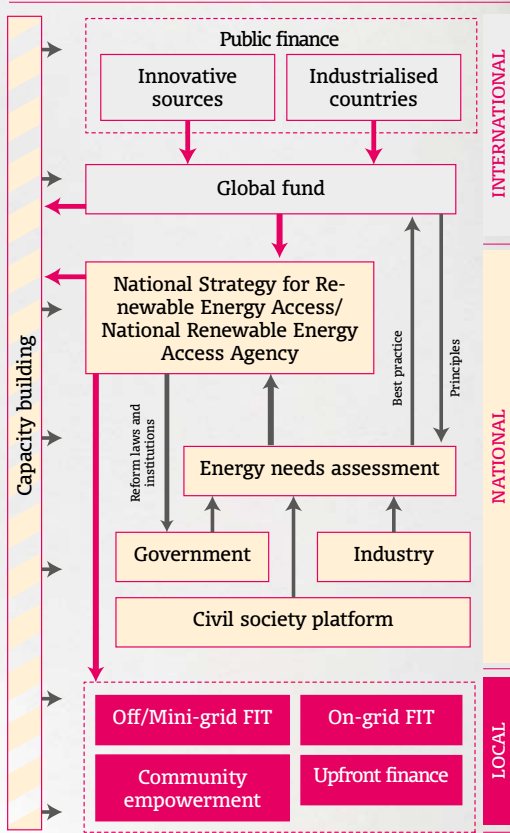 Public finance
Innovative
sources
Industrialised
countries
Global fund
National Strategy for Re-
newable Energy Access/
National Renewable Energy
Access Agency
Best practice
Principles
Reform laws and
institutions
Energy needs assessment
Government
Industry
Civil society platform
Off/Mini-grid FIT
On-grid FIT
Community
empowerment
Upfront finance
Capacity building
INTERNATIONAL
NATIONAL
LOCAL